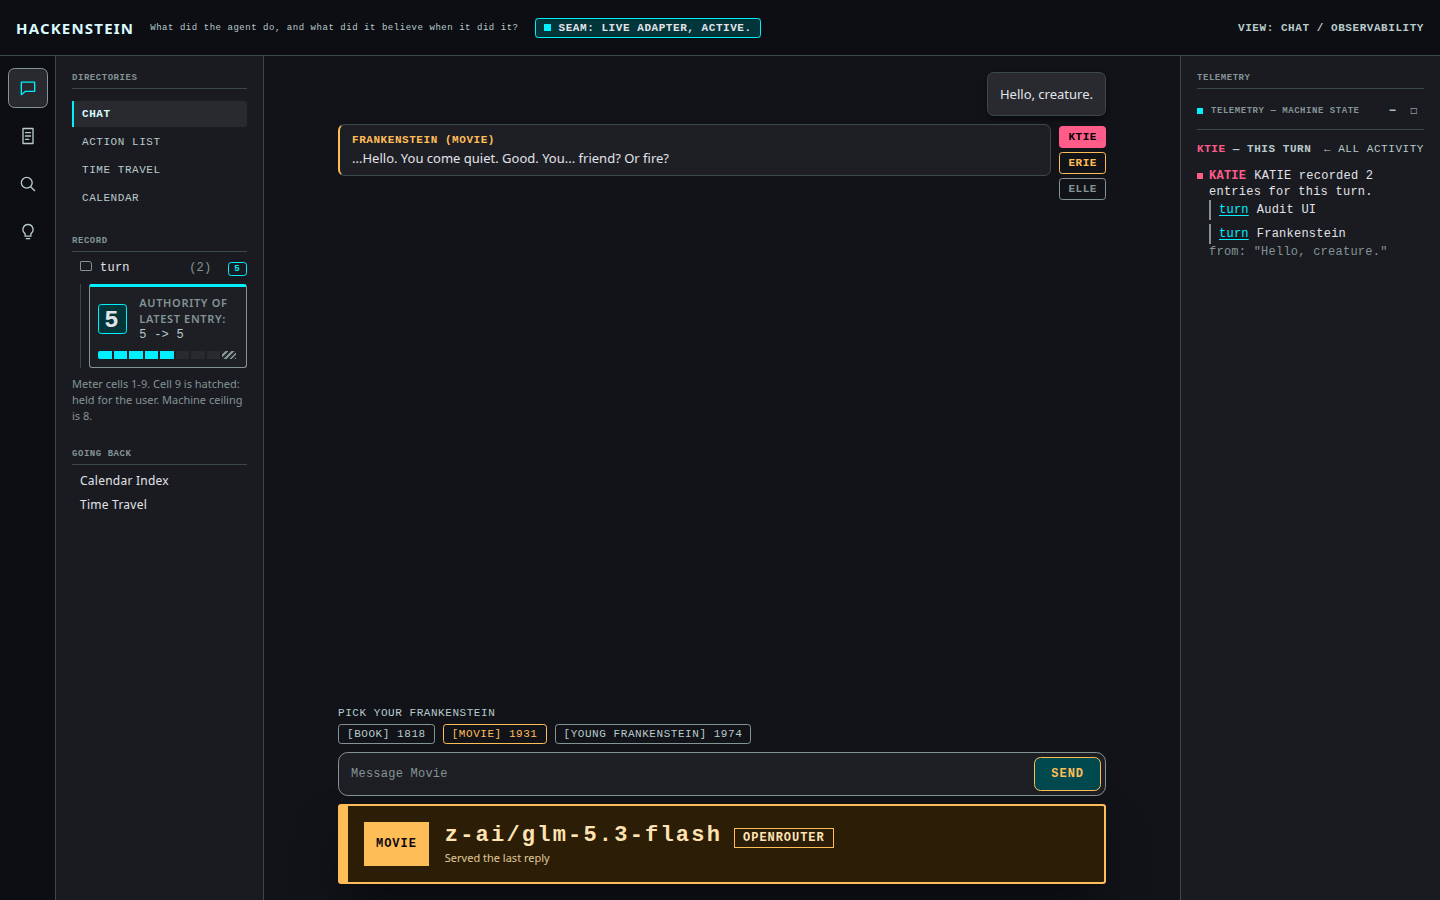 HACKENSTEIN
What did the agent do, and what did it believe when it did it?
SEAM: LIVE ADAPTER, ACTIVE.
VIEW: CHAT / OBSERVABILITY
DIRECTORIES
CHAT
ACTION LIST
TIME TRAVEL
CALENDAR
RECORD
turn (2) 5
5
AUTHORITY OF
LATEST ENTRY:
5 -> 5
Meter cells 1-9. Cell 9 is hatched:
held for the user. Machine ceiling
is 8.
GOING BACK
Calendar Index
Time Travel
Hello, creature.
FRANKENSTEIN (MOVIE)
...Hello. You come quiet. Good. You... friend? Or fire?
KTIE
ERIE
ELLE
PICK YOUR FRANKENSTEIN
[BOOK] 1818
[MOVIE] 1931
[YOUNG FRANKENSTEIN] 1974
Message Movie
SEND
MOVIE
z-ai/glm-5.3-flash
OPENROUTER
Served the last reply
TELEMETRY
TELEMETRY — MACHINE STATE
KTIE — THIS TURN ← ALL ACTIVITY
KATIE KATIE recorded 2
entries for this turn.
turn Audit UI
turn Frankenstein
from: "Hello, creature."